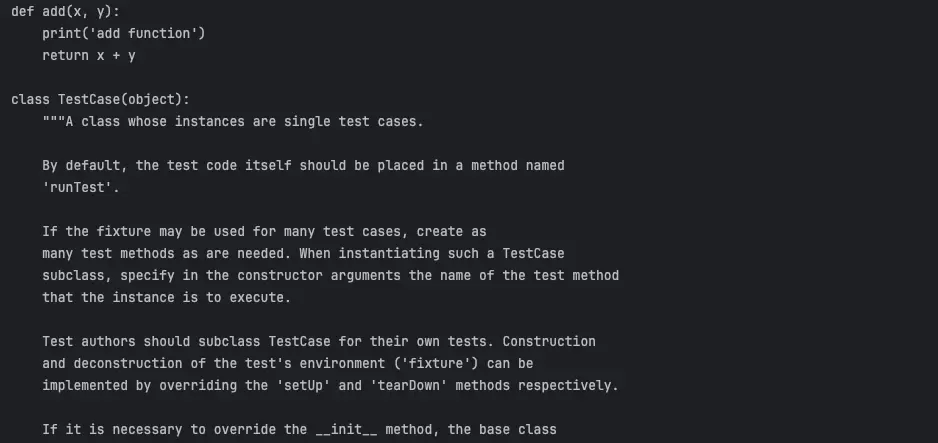 def add(x, y):
    print('add function')
    return x + y
class TestCase(object):
    """A class whose instances are single test cases.
    By default, the test code itself should be placed in a method named
    'runTest'.
    If the fixture may be used for many test cases, create as
    many test methods as are needed. When instantiating such a TestCase
    subclass, specify in the constructor arguments the name of the test method
    that the instance is to execute.
    Test authors should subclass TestCase for their own tests. Construction
    and deconstruction of the test's environment ('fixture') can be
    implemented by overriding the 'setUp' and 'tearDown' methods respectively.
    If it is necessary to override the __init__ method, the base class